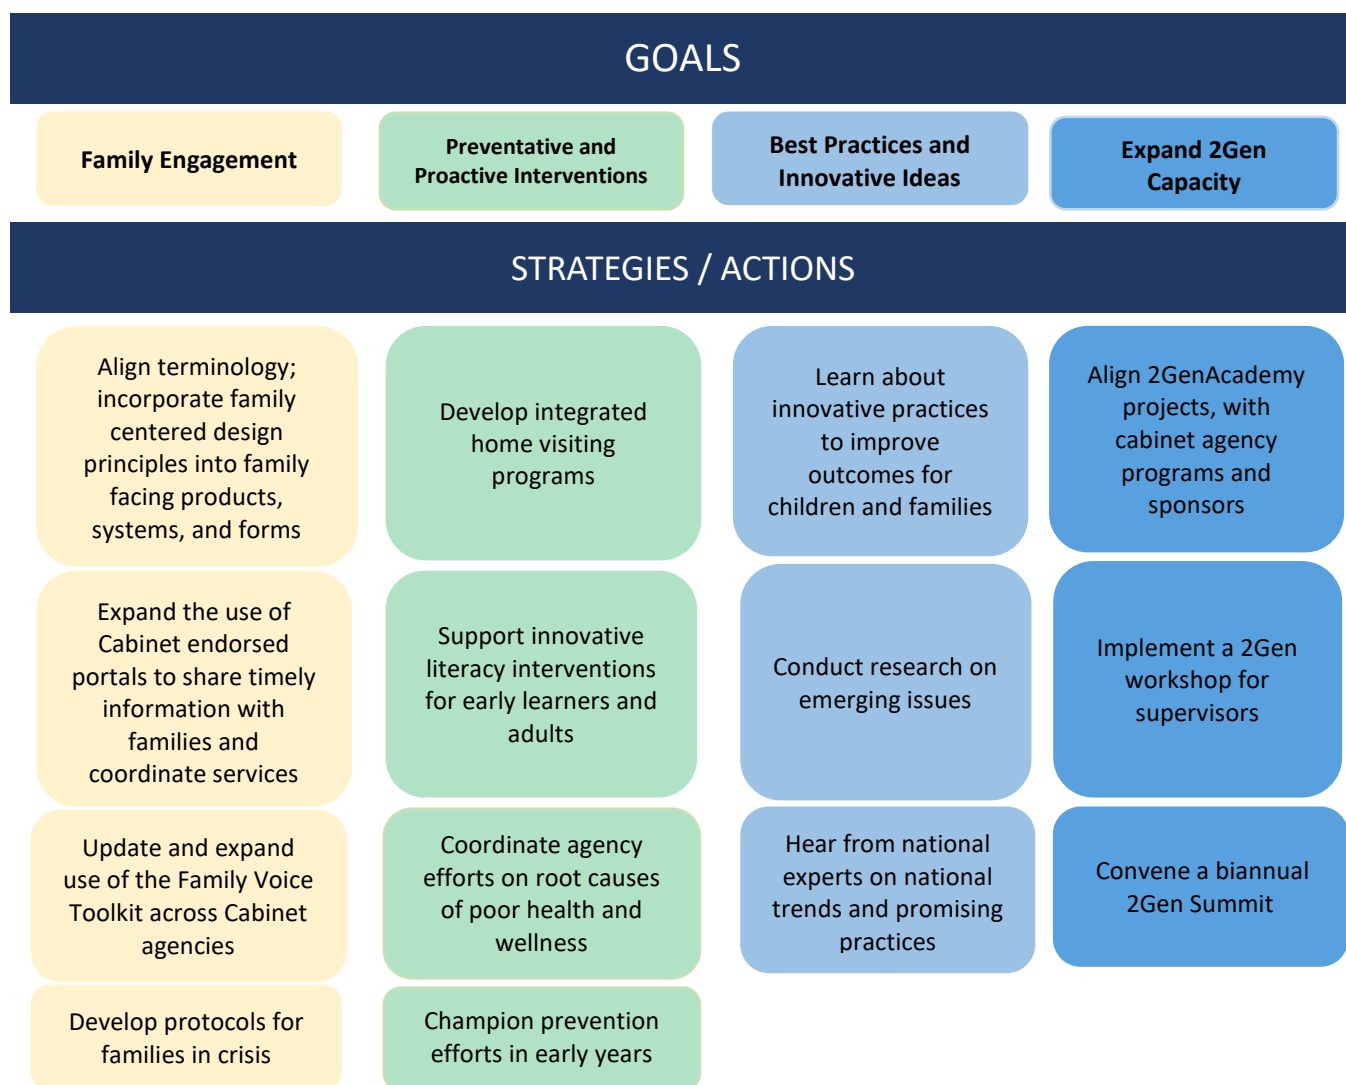 GOALS
Family Engagement
Preventative and
Proactive Interventions
Best Practices and
Innovative Ideas
Expand 2Gen
Capacity
STRATEGIES / ACTIONS
Align terminology;
incorporate family
centered design
principles into family
facing products,
systems, and forms
Develop integrated
home visiting
programs
Learn about
innovative practices
to improve
outcomes for
children and families
Align 2GenAcademy
projects, with
cabinet agency
programs and
sponsors
Expand the use of
Cabinet endorsed
portals to share timely
information with
families and
coordinate services
Support innovative
literacy interventions
for early learners and
adults
Conduct research on
emerging issues
Implement a 2Gen
workshop for
supervisors
Update and expand
use of the Family Voice
Toolkit across Cabinet
agencies
Coordinate agency
efforts on root causes
of poor health and
wellness
Hear from national
experts on national
trends and promising
practices
Convene a biannual
2Gen Summit
Develop protocols for
families in crisis
Champion prevention
efforts in early years